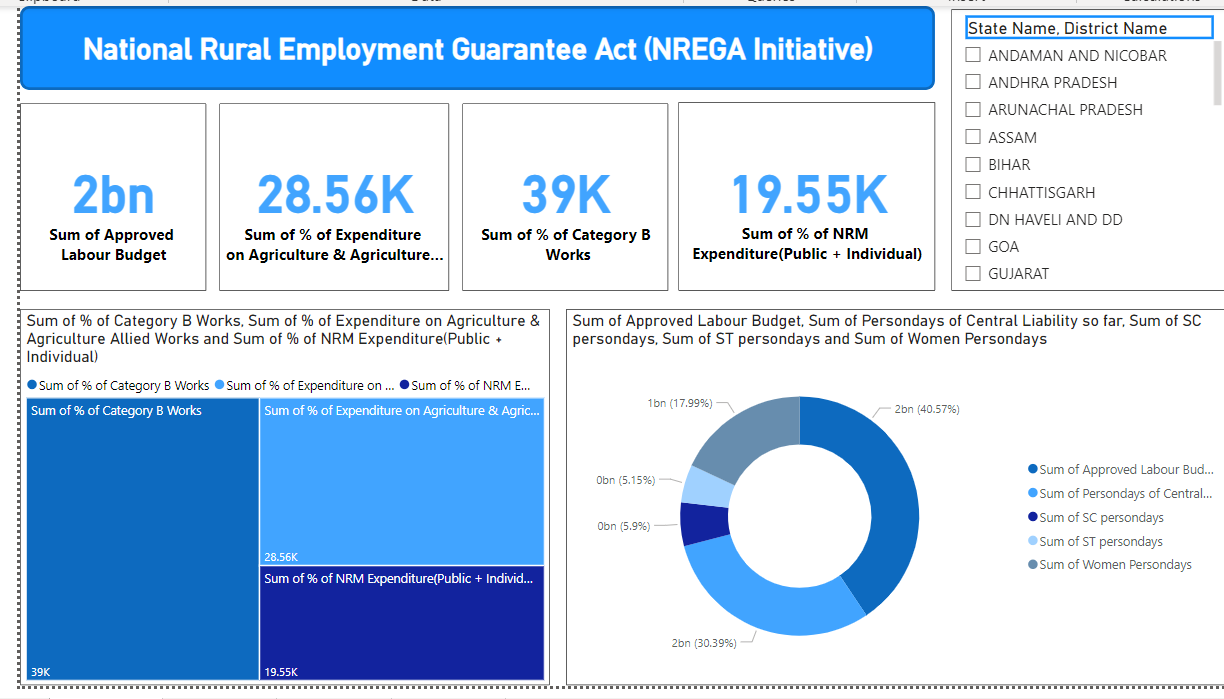 National Rural Employment Guarantee Act (NREGA Initiative)
2bn
Sum of Approved
Labour Budget
28.56K
Sum of % of Expenditure
on Agriculture & Agriculture...
39K
Sum of % of Category B
Works
19.55K
Sum of % of NRM
Expenditure(Public + Individual)
State Name, District Name
ANDAMAN AND NICOBAR
ANDHRA PRADESH
ARUNACHAL PRADESH
ASSAM
BIHAR
CHHATTISGARH
DN HAVELI AND DD
GOA
GUJARAT
Sum of % of Category B Works, Sum of % of Expenditure on Agriculture &
Agriculture Allied Works and Sum of % of NRM Expenditure(Public +
Individual)
Sum of % of Category B Works
Sum of % of Expenditure on ...
Sum of % of NRM E...
Sum of % of Category B Works
39K
Sum of % of Expenditure on Agriculture & Agric...
28.56K
Sum of % of NRM Expenditure(Public + Individ...
19.55K
Sum of Approved Labour Budget, Sum of Persondays of Central Liability so far, Sum of SC
persondays, Sum of ST persondays and Sum of Women Persondays
1bn (17.99%)
2bn (40.57%)
0bn (5.15%)
0bn (5.9%)
2bn (30.39%)
Sum of Approved Labour Bud...
Sum of Persondays of Central...
Sum of SC persondays
Sum of ST persondays
Sum of Women Persondays